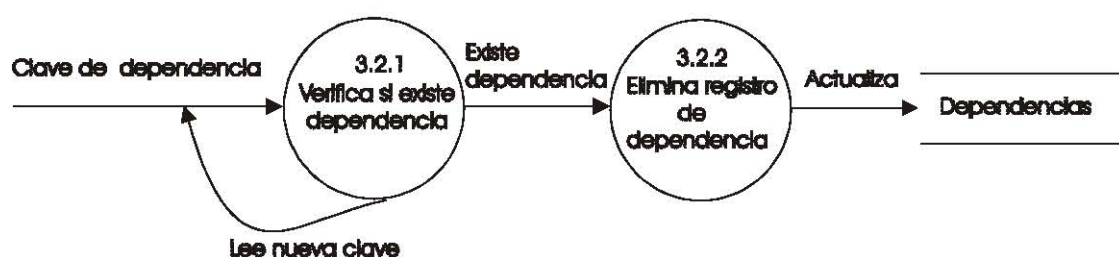 Clave de dependencia
3.2.1
Verifica si existe
dependencia
Existe
dependencia
3.2.2
Elimina registro
de
dependencia
Actualiza
Dependencias
Lee nueva clave